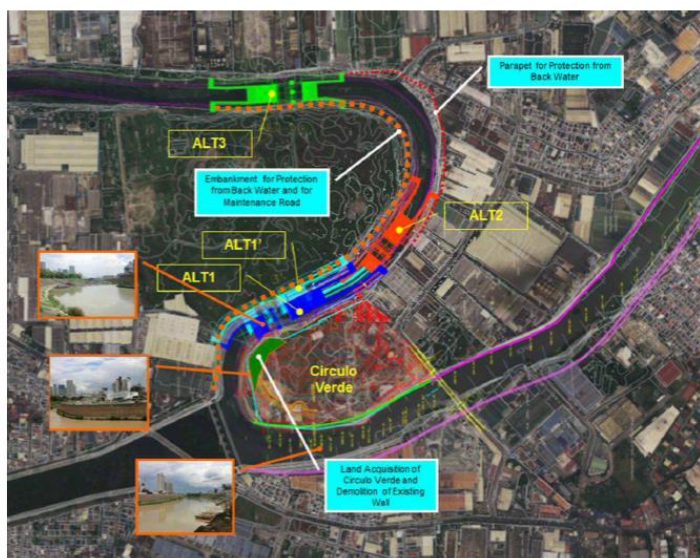 Parapet for Protection from
Back Water
ALT3
Embankment for Protection
from Back Water and for
Maintenance Road
ALT2
ALT1'
ALT1
Circulo
Verde
Land Acquisition of
Circulo Verde and
Demolition of Existing
Wall